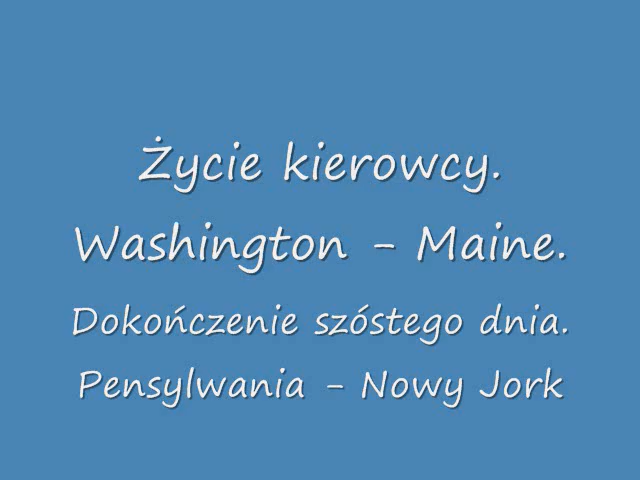 Życie kierowcy.
Washington - Maine.
Dokończenie szóstego dnia.
Pensylwania - Nowy Jork